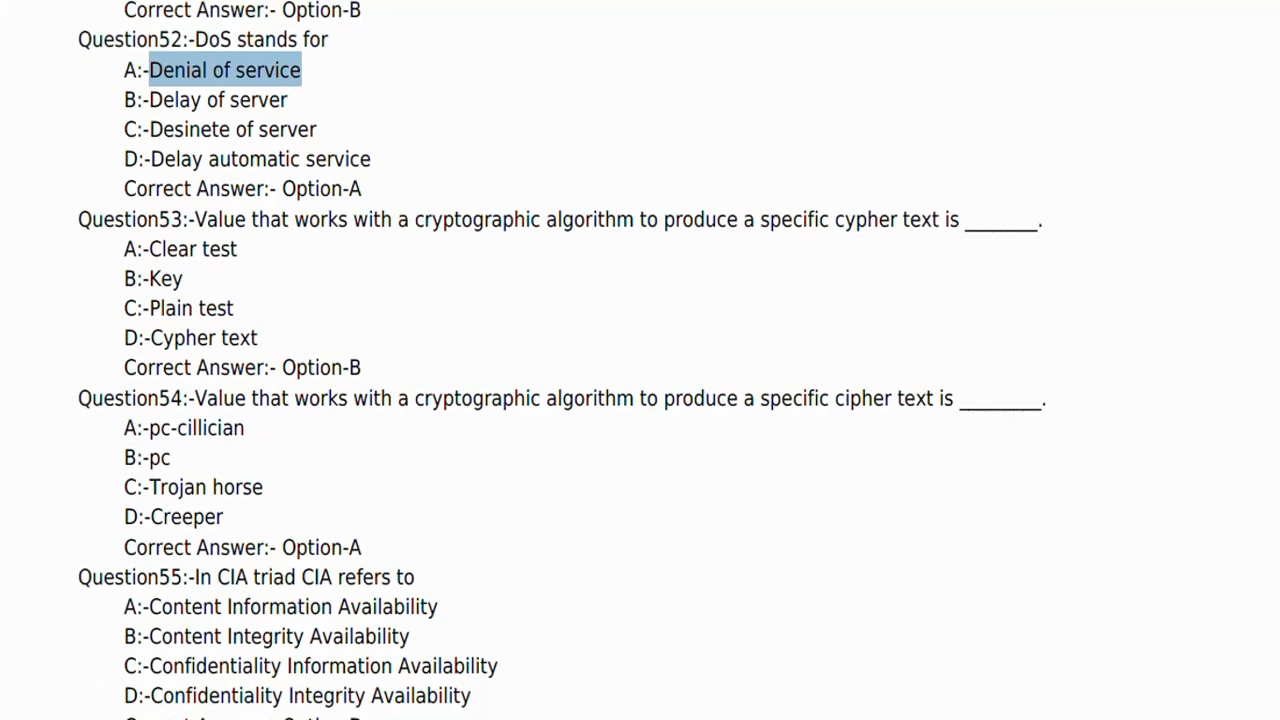 Correct Answer:- Option-B
Question52:-DoS stands for
A:-Denial of service
B:-Delay of server
C:-Desinete of server
D:-Delay automatic service
Correct Answer:- Option-A
Question53:-Value that works with a cryptographic algorithm to produce a specific cypher text is _______.
A:-Clear test
B:-Key
C:-Plain test
D:-Cypher text
Correct Answer:- Option-B
Question54:-Value that works with a cryptographic algorithm to produce a specific cipher text is ________.
A:-pc-cillician
B:-pc
C:-Trojan horse
D:-Creeper
Correct Answer:- Option-A
Question55:-In CIA triad CIA refers to
A:-Content Information Availability
B:-Content Integrity Availability
C:-Confidentiality Information Availability
D:-Confidentiality Integrity Availability